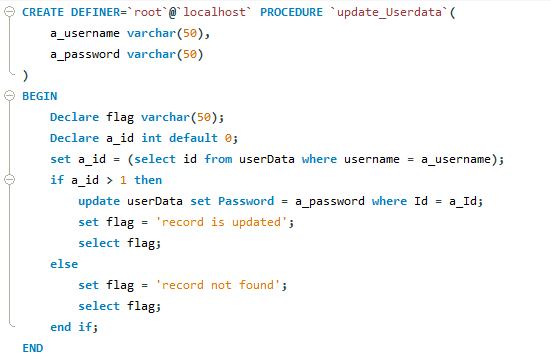 CREATE DEFINER=`root`@`localhost` PROCEDURE `update_Userdata`(
    a_username varchar(50),
    a_password varchar(50)
)
BEGIN
    Declare flag varchar(50);
    Declare a_id int default 0;
    set a_id = (select id from userData where username = a_username);
    if a_id > 1 then
        update userData set Password = a_password where Id = a_Id;
        set flag = 'record is updated';
        select flag;
    else
        set flag = 'record not found';
        select flag;
    end if;
END